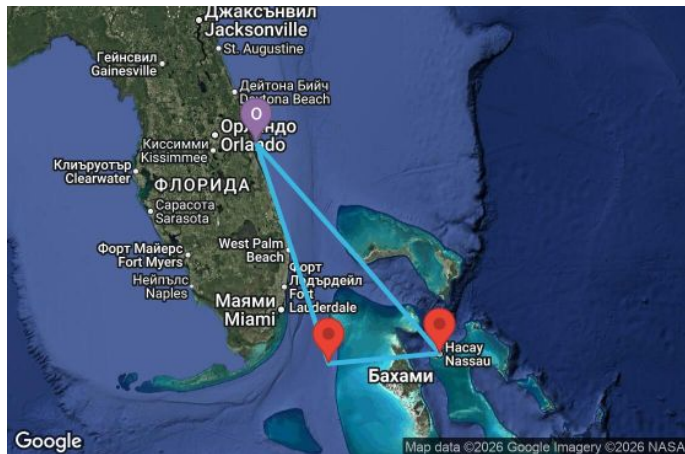 Джаксънвил
Jacksonville
St. Augustine
Гейнсвил
Gainesville
Дейтона Бийч
Daytona Beach
O
Орландо
Orlando
Киссимми
Kissimmee
Клиъруотър
Clearwater
ФЛОРИДА
Сарасота
Sarasota
Форт Майерс
Fort Myers
West Palm
Beach
Нейпълс
Naples
Форт
Лодърдейл
Fort
Lauderdale
Маями
Miami
Насау
Nassau
Бахами
Google
Map data ©2026 Google Imagery ©2026 NASA